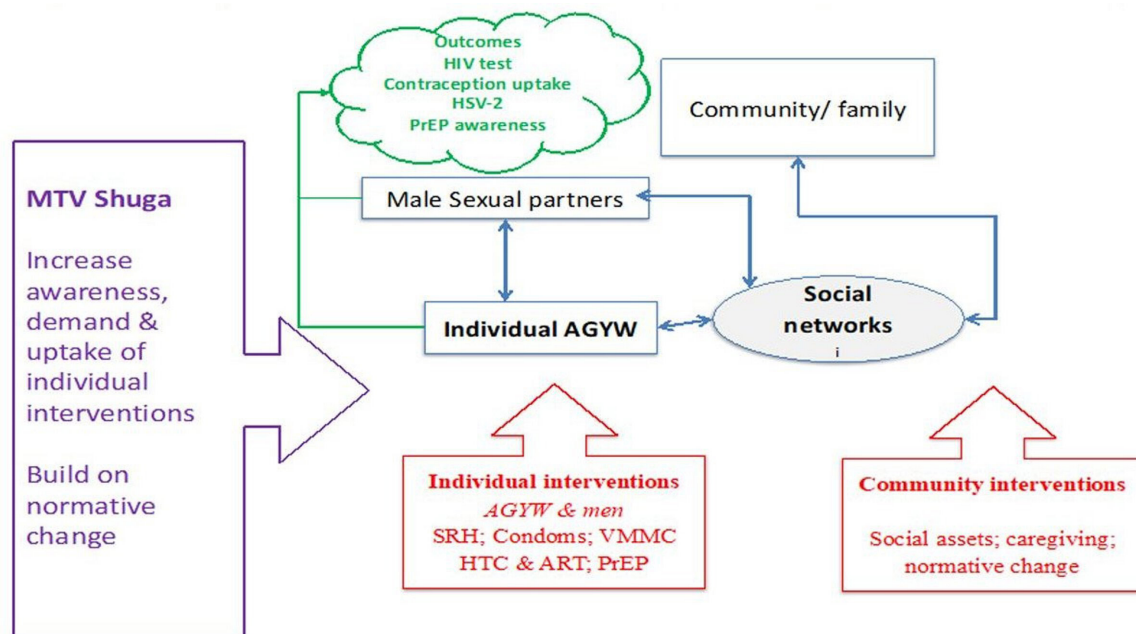 Outcomes
HIV test
Contraception uptake
HSV-2
PrEP awareness
Community/ family
MTV Shuga
Increase
awareness,
demand &
uptake of
individual
interventions
Build on
normative
change
Male Sexual partners
Individual AGYW
Social
networks
i
Individual interventions
AGYW & men
SRH; Condoms; VMMC
HTC & ART; PrEP
Community interventions
Social assets; caregiving;
normative change